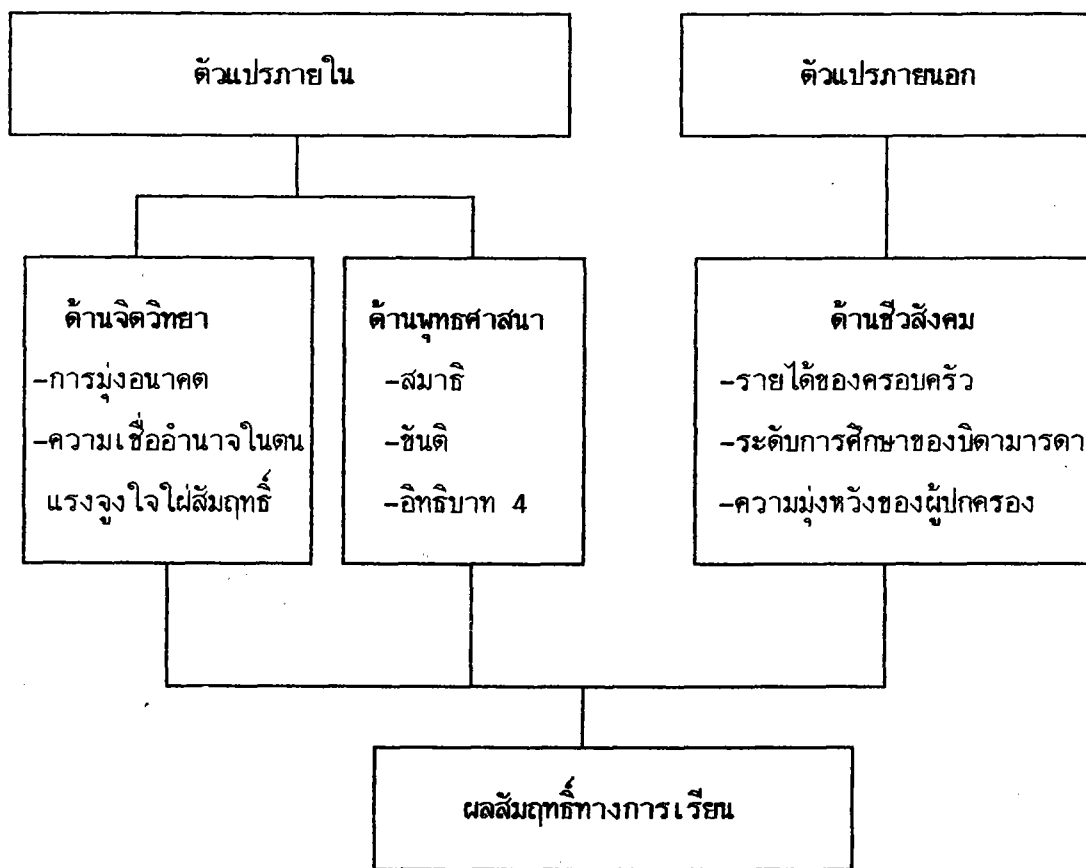 ตัวแปรภายใน
ตัวแปรภายนอก
ด้านจิตวิทยา
-การมุ่งอนาคต
-ความเชื่ออำนาจในตน
แรงจูงใจใฝ่สัมฤทธิ์
ด้านพุทธศาสนา
-สมาธิ
-ขันติ
-อิทธิบาท 4
ด้านชีวสังคม
-รายได้ของครอบครัว
-ระดับการศึกษาของบิดามารดา
-ความมุ่งหวังของผู้ปกครอง
ผลสัมฤทธิ์ทางการเรียน